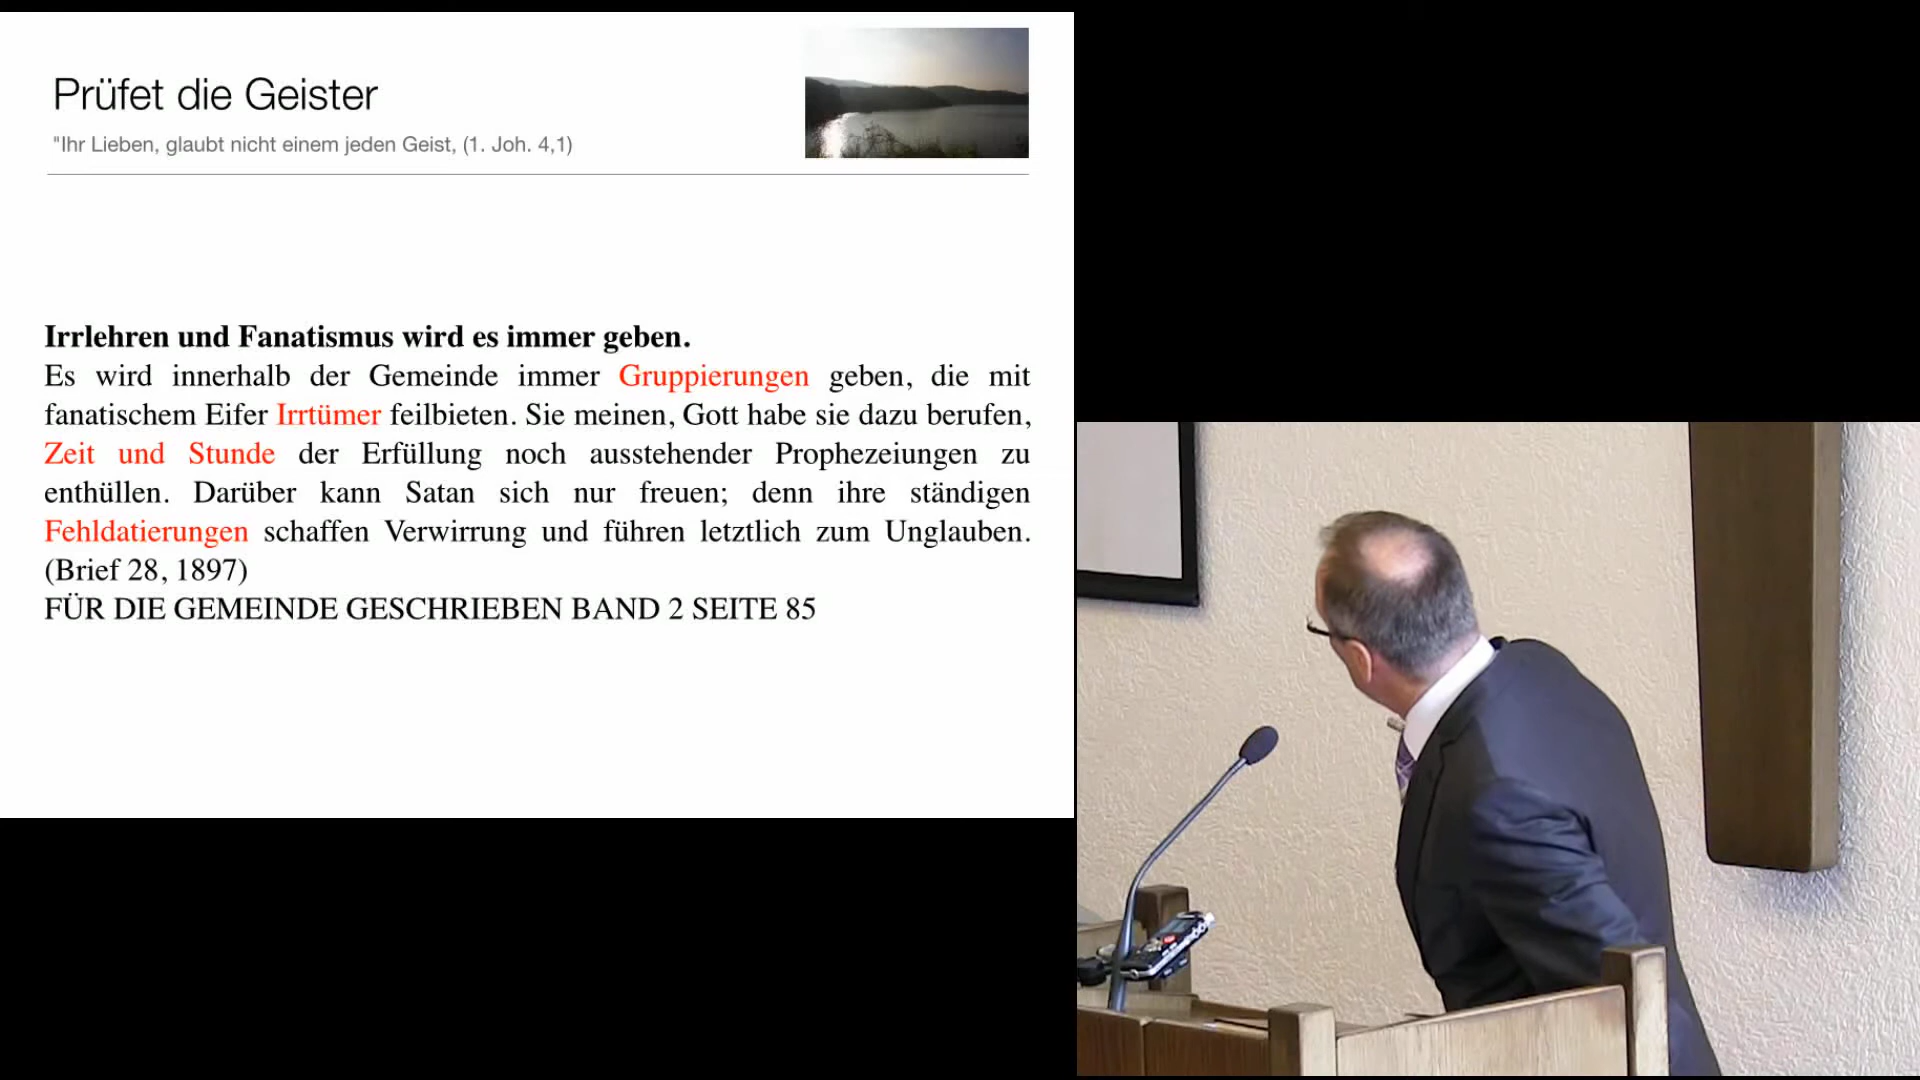 Prüfet die Geister
"Ihr Lieben, glaubt nicht einem jeden Geist, (1. Joh. 4,1)
Irrlehren und Fanatismus wird es immer geben.
Es wird innerhalb der Gemeinde immer Gruppierungen geben, die mit
fanatischem Eifer Irrtümer feilbieten. Sie meinen, Gott habe sie dazu berufen,
Zeit und Stunde der Erfüllung noch ausstehender Prophezeiungen zu
enthüllen. Darüber kann Satan sich nur freuen; denn ihre ständigen
Fehldatierungen schaffen Verwirrung und führen letztlich zum Unglauben.
(Brief 28, 1897)
FÜR DIE GEMEINDE GESCHRIEBEN BAND 2 SEITE 85